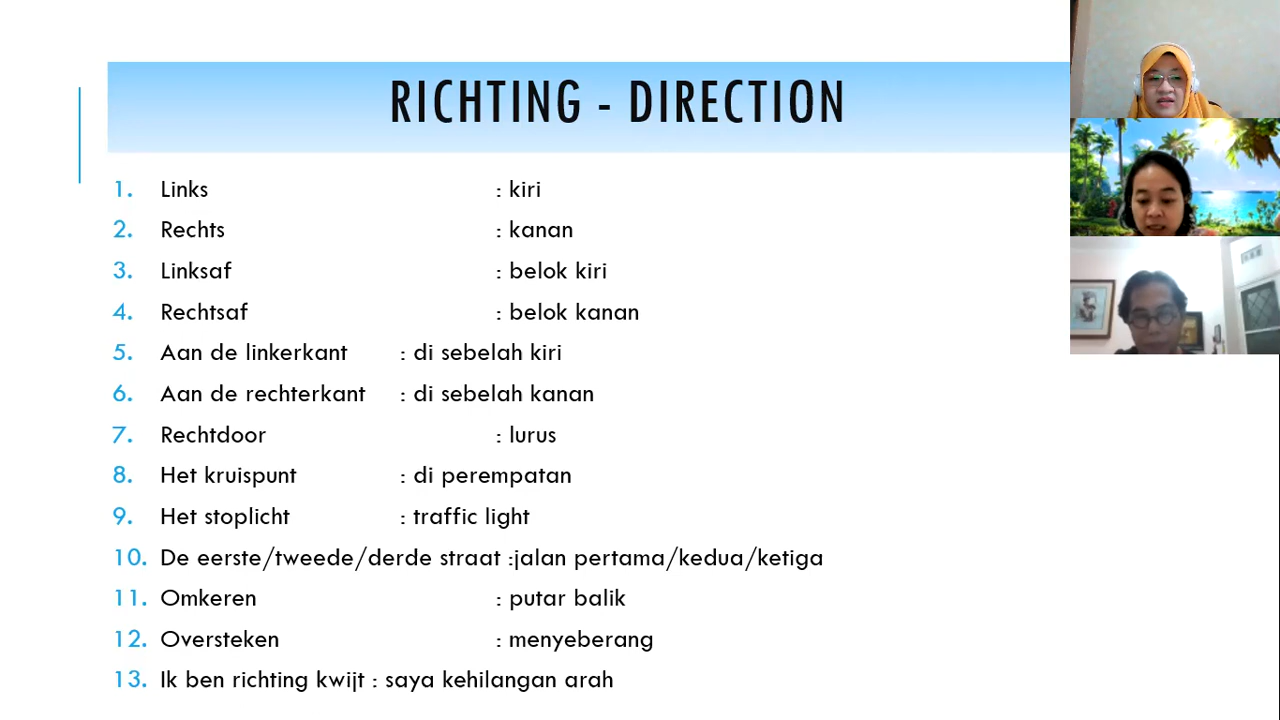 RICHTING - DIRECTION
1. Links : kiri
2. Rechts : kanan
3. Linksaf : belok kiri
4. Rechtsaf : belok kanan
5. Aan de linkerkant : di sebelah kiri
6. Aan de rechterkant : di sebelah kanan
7. Rechtdoor : lurus
8. Het kruispunt : di perempatan
9. Het stoplicht : traffic light
10. De eerste/tweede/derde straat :jalan pertama/kedua/ketiga
11. Omkeren : putar balik
12. Oversteken : menyeberang
13. Ik ben richting kwijt : saya kehilangan arah